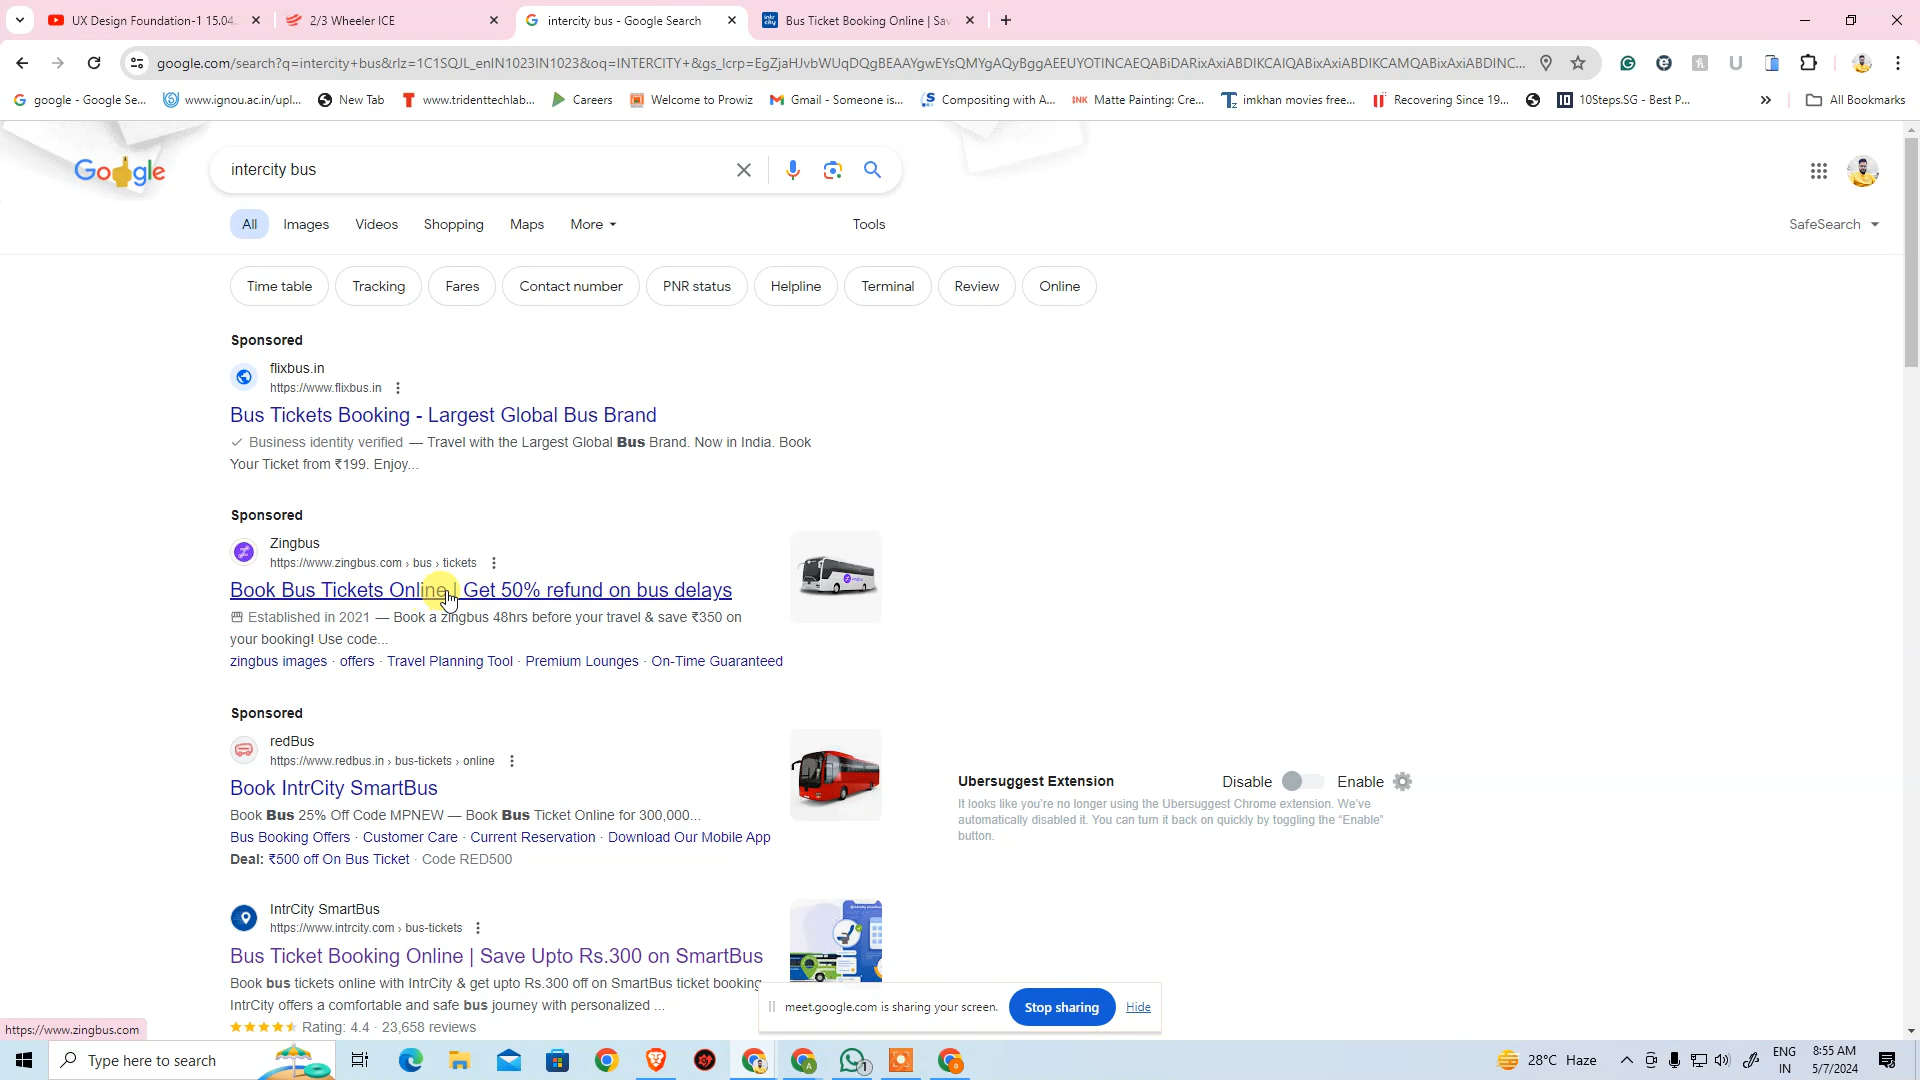 UX Design Foundation-1 15.04.
2/3 Wheeler ICE
intercity bus - Google Search
Bus Ticket Booking Online | Sav
google.com/search?q=intercity+bus&rlz=1C1SQJL_enIN1023IN1023&oq=INTERCITY+&gs_lcrp=EgZjaHJvbWUqDQgBEAAYgwEYsQMYgAQyBggAEEUYOTINCAEQABiDARixAxiABDIKCAIQABixAxiABDIKCAMQABixAxiABDINC...
google - Google Se...
www.ignou.ac.in/upl...
New Tab
www.tridenttechlab...
Careers
Welcome to Prowiz
Gmail - Someone is...
Compositing with A...
Matte Painting: Cre...
imkhan movies free...
Recovering Since 19...
10Steps.SG - Best P...
All Bookmarks
Google
intercity bus
All Images Videos Shopping Maps More Tools SafeSearch
Time table Tracking Fares Contact number PNR status Helpline Terminal Review Online
Sponsored
flixbus.in
https://www.flixbus.in
Bus Tickets Booking - Largest Global Bus Brand
Business identity verified — Travel with the Largest Global Bus Brand. Now in India. Book
Your Ticket from ₹199. Enjoy...
Sponsored
Zingbus
https://www.zingbus.com › bus › tickets
Book Bus Tickets Online | Get 50% refund on bus delays
Established in 2021 — Book a zingbus 48hrs before your travel & save ₹350 on
your booking! Use code...
zingbus images · offers · Travel Planning Tool · Premium Lounges · On-Time Guaranteed
Sponsored
redBus
https://www.redbus.in › bus-tickets › online
Book IntrCity SmartBus
Book Bus 25% Off Code MPNEW — Book Bus Ticket Online for 300,000...
Bus Booking Offers · Customer Care · Current Reservation · Download Our Mobile App
Deal: ₹500 off On Bus Ticket · Code RED500
Ubersuggest Extension Disable Enable
It looks like you're no longer using the Ubersuggest Chrome extension. We've
automatically disabled it. You can turn it back on quickly by toggling the "Enable"
button.
IntrCity SmartBus
https://www.intrcity.com › bus-tickets
Bus Ticket Booking Online | Save Upto Rs.300 on SmartBus
Book bus tickets online with IntrCity & get upto Rs.300 off on SmartBus ticket booking.
IntrCity offers a comfortable and safe bus journey with personalized ...
Rating: 4.4 · 23,658 reviews
meet.google.com is sharing your screen. Stop sharing Hide
https://www.zingbus.com
Type here to search
28°C Haze
ENG
IN
8:55 AM
5/7/2024